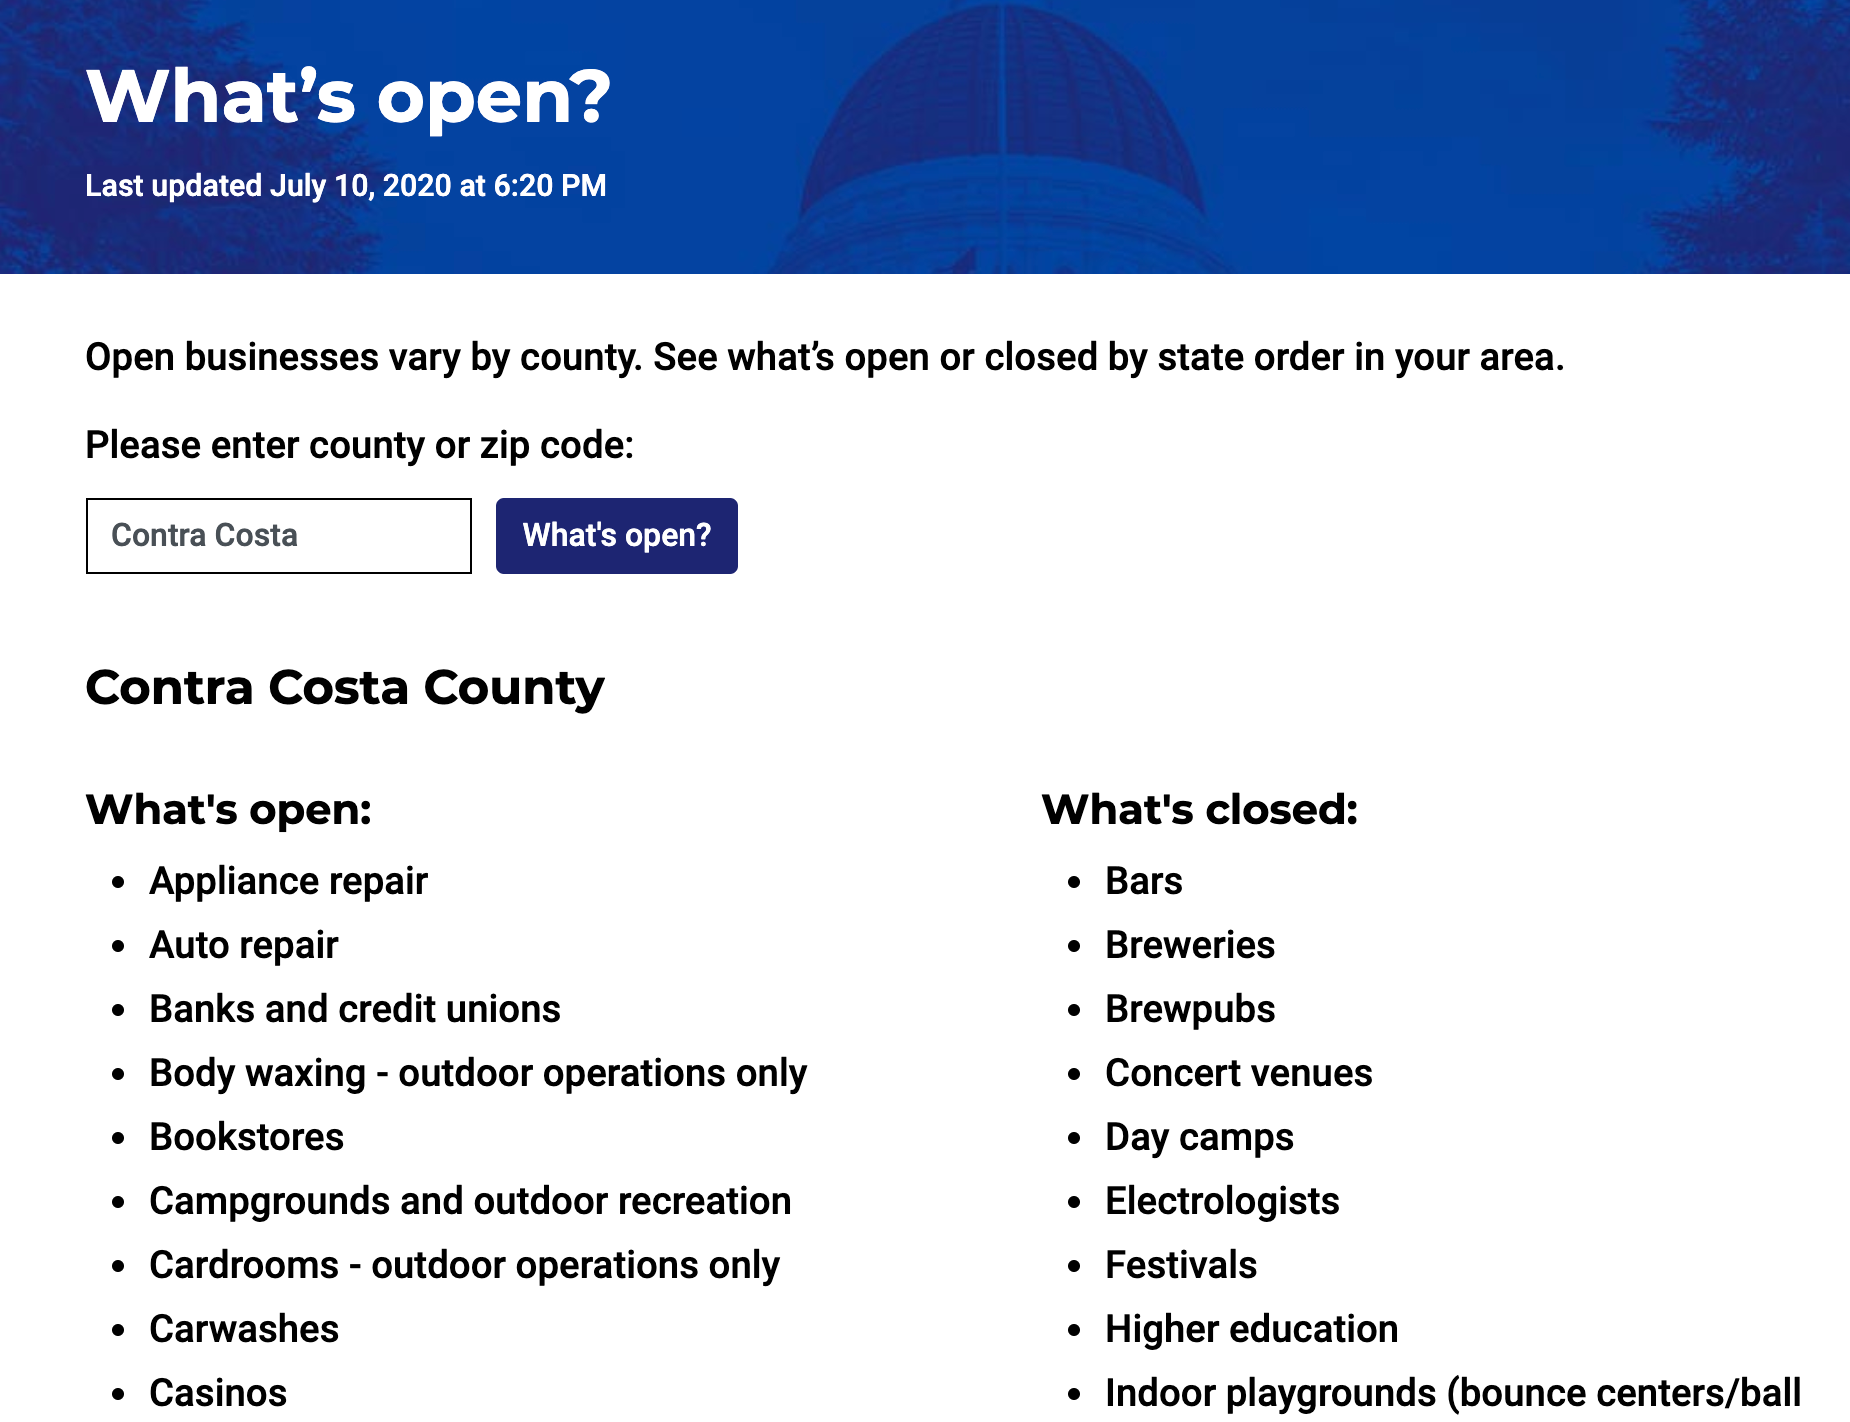 What’s open?
Last updated July 10, 2020 at 6:20 PM
Open businesses vary by county. See what’s open or closed by state order in your area.
Please enter county or zip code:
Contra Costa
What's open?
Contra Costa County
What's open:
Appliance repair
Auto repair
Banks and credit unions
Body waxing - outdoor operations only
Bookstores
Campgrounds and outdoor recreation
Cardrooms - outdoor operations only
Carwashes
Casinos
What's closed:
Bars
Breweries
Brewpubs
Concert venues
Day camps
Electrologists
Festivals
Higher education
Indoor playgrounds (bounce centers/ball